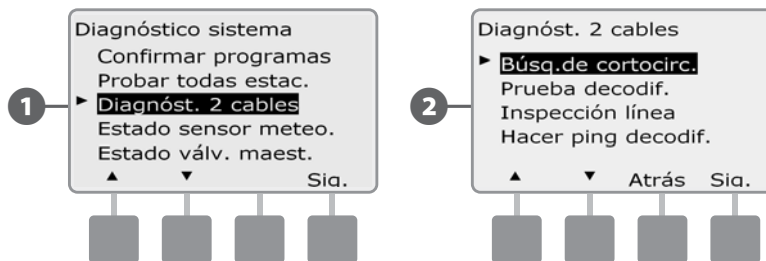 Diagnóstico sistema
Confirmar programas
Probar todas estac.
Diagnóst. 2 cables
Estado sensor meteo.
Estado válv. maest.
Sig.
1
Diagnóst. 2 cables
Búsq.de cortocirc.
Prueba decodif.
Inspección línea
Hacer ping decodif.
Atrás Sig.
2